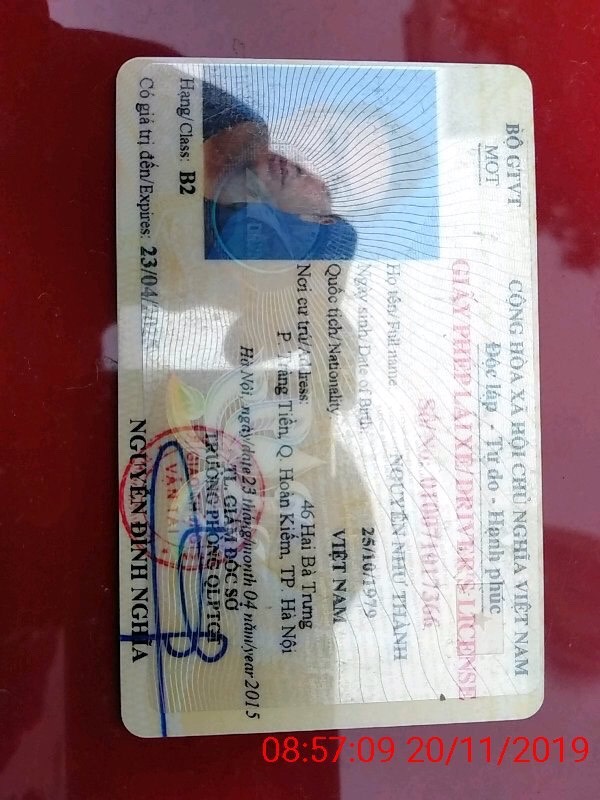 BỘ GTVT
MOT
CỘNG HÒA XÃ HỘI CHỦ NGHĨA VIỆT NAM
Độc lập - Tự do - Hạnh phúc
GIẤY PHÉP LÁI XE/DRIVER'S LICENSE
Số/No: 010071017366
Họ tên/Full name: NGUYỄN NHƯ THÀNH
Ngày sinh/Date of Birth: 25/10/1979
Quốc tịch/Nationality: VIỆT NAM
Nơi cư trú/Address: 46 Hai Bà Trưng
P. Tràng Tiền, Q. Hoàn Kiếm, TP. Hà Nội
Hà Nội, ngày/date 23 tháng/month 04 năm/year 2015
TL. GIÁM ĐỐC SỞ
TRƯỞNG PHÒNG QLPTGT
VẬN TẢI
NGUYỄN ĐÌNH NGHĨA
Hạng/Class: B2
Có giá trị đến/Expires: 23/04/2025
08:57:09 20/11/2019